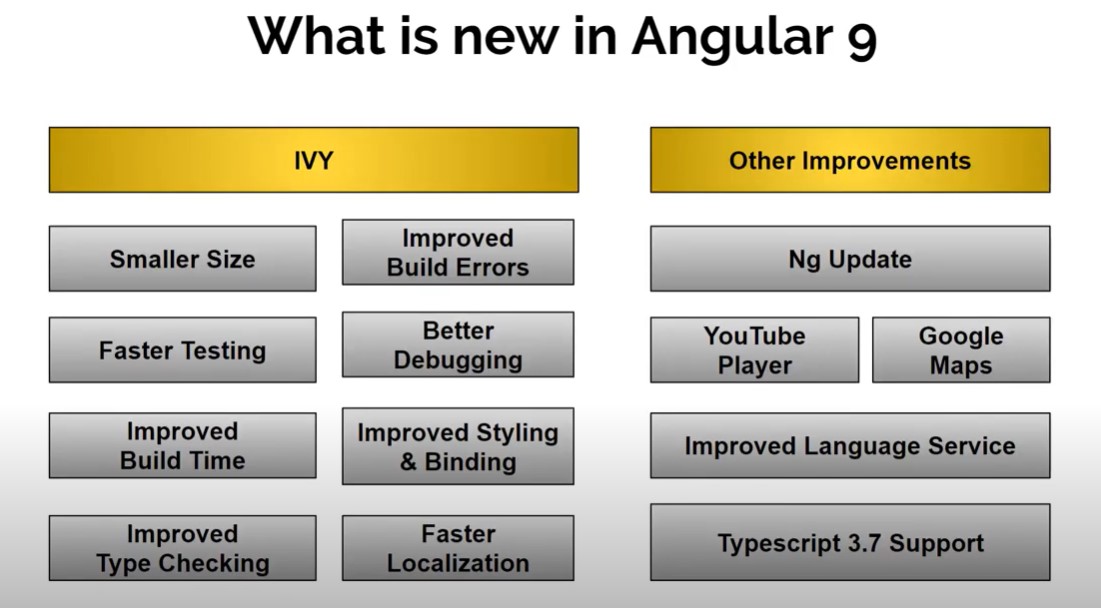 What is new in Angular 9
IVY
Smaller Size
Improved
Build Errors
Faster Testing
Better
Debugging
Improved
Build Time
Improved Styling
& Binding
Improved
Type Checking
Faster
Localization
Other Improvements
Ng Update
YouTube
Player
Google
Maps
Improved Language Service
Typescript 3.7 Support